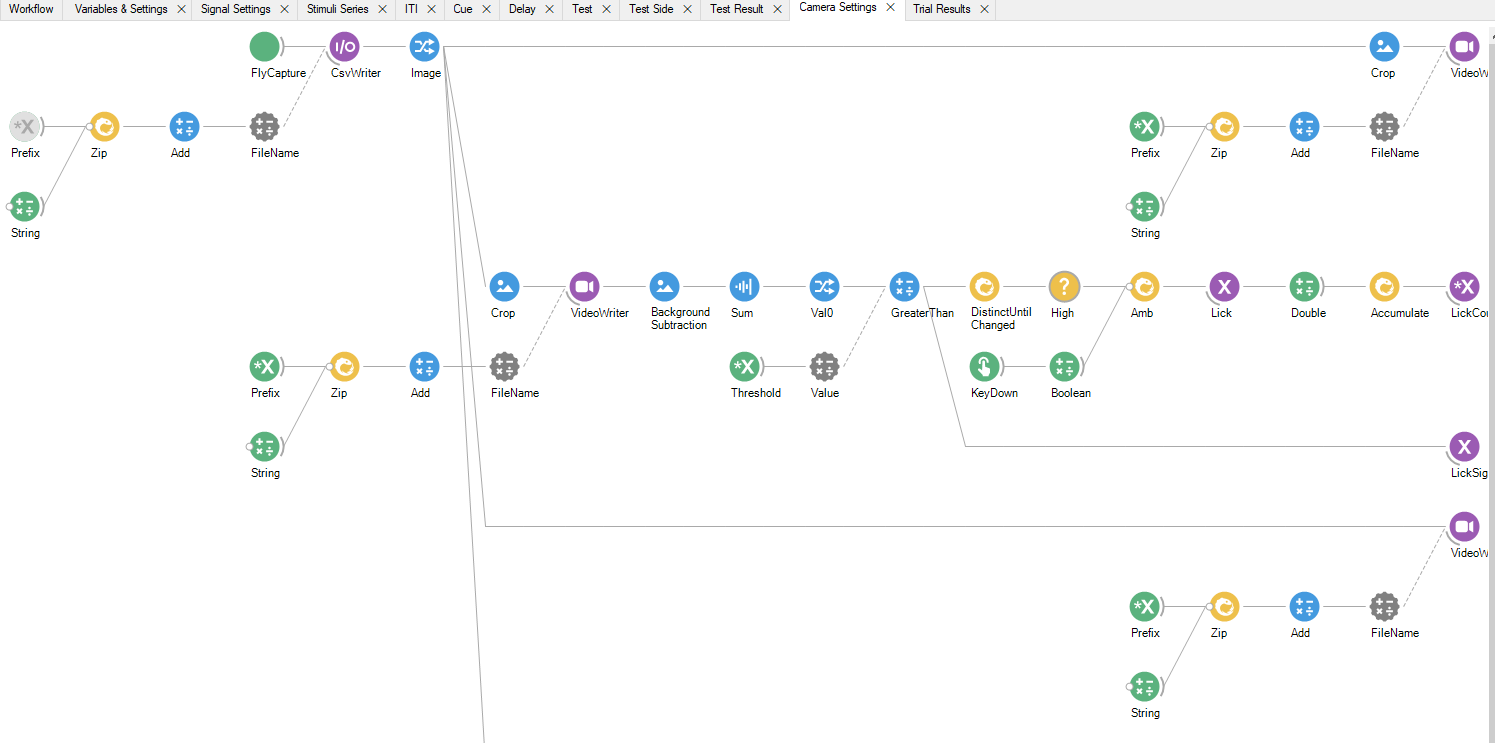 Workflow
Variables & Settings
Signal Settings
Stimuli Series
ITI
Cue
Delay
Test
Test Side
Test Result
Camera Settings
Trial Results
I/O
FlyCapture
CsvWriter
Image
Crop
VideoW
*X
*X
Prefix
Zip
Add
FileName
Prefix
Zip
Add
FileName
String
String
?
X
*X
Crop
VideoWriter
Background
Subtraction
Sum
Val0
GreaterThan
DistinctUntil
Changed
High
Amb
Lick
Double
Accumulate
LickCou
*X
*X
Prefix
Zip
Add
FileName
Threshold
Value
KeyDown
Boolean
X
String
LickSig
VideoW
*X
Prefix
Zip
Add
FileName
String